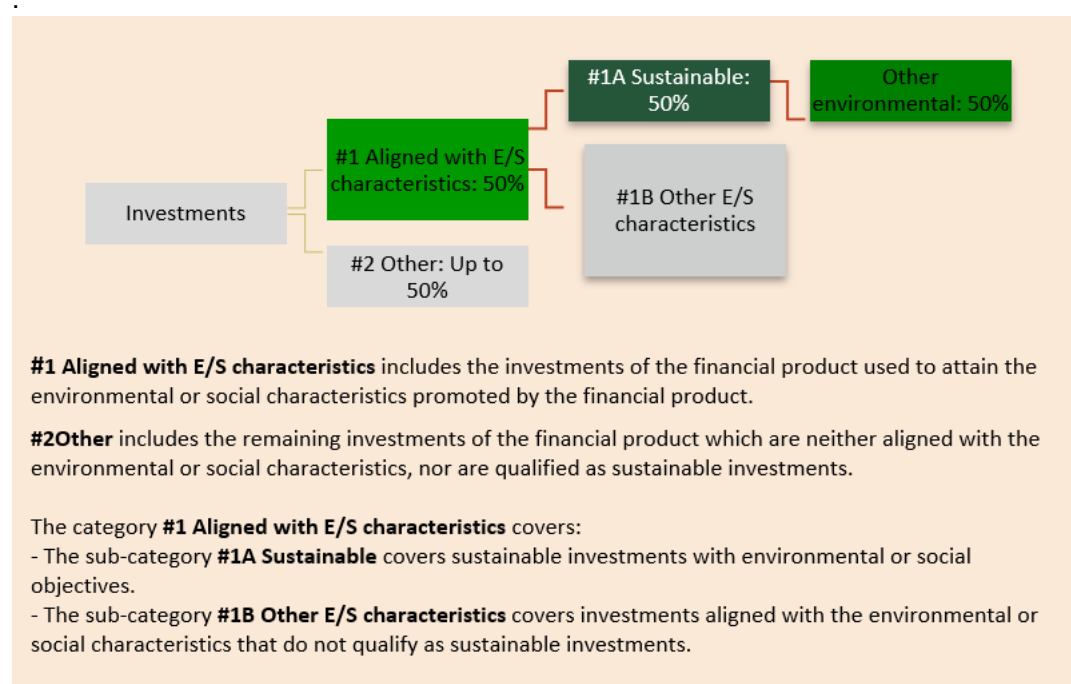 .
#1A Sustainable:
50%
Other
environmental: 50%
#1 Aligned with E/S
characteristics: 50%
#1B Other E/S
characteristics
Investments
#2 Other: Up to
50%
#1 Aligned with E/S characteristics includes the investments of the financial product used to attain the
environmental or social characteristics promoted by the financial product.
#2Other includes the remaining investments of the financial product which are neither aligned with the
environmental or social characteristics, nor are qualified as sustainable investments.
The category #1 Aligned with E/S characteristics covers:
- The sub-category #1A Sustainable covers sustainable investments with environmental or social
objectives.
- The sub-category #1B Other E/S characteristics covers investments aligned with the environmental or
social characteristics that do not qualify as sustainable investments.